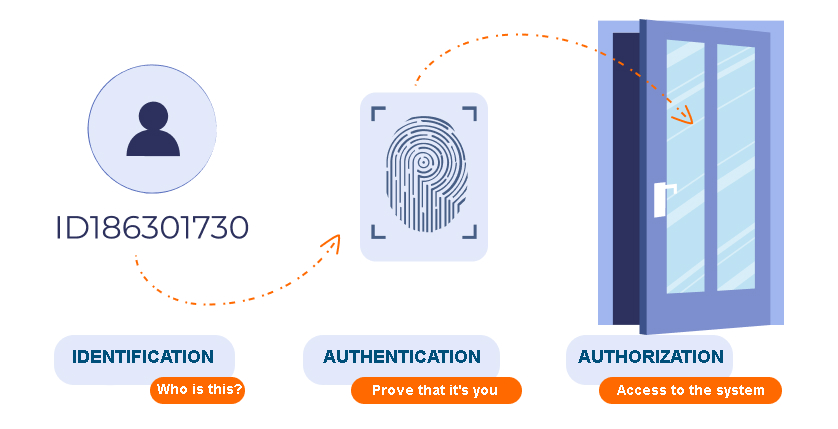 ID186301730
IDENTIFICATION
Who is this?
AUTHENTICATION
Prove that it's you
AUTHORIZATION
Access to the system